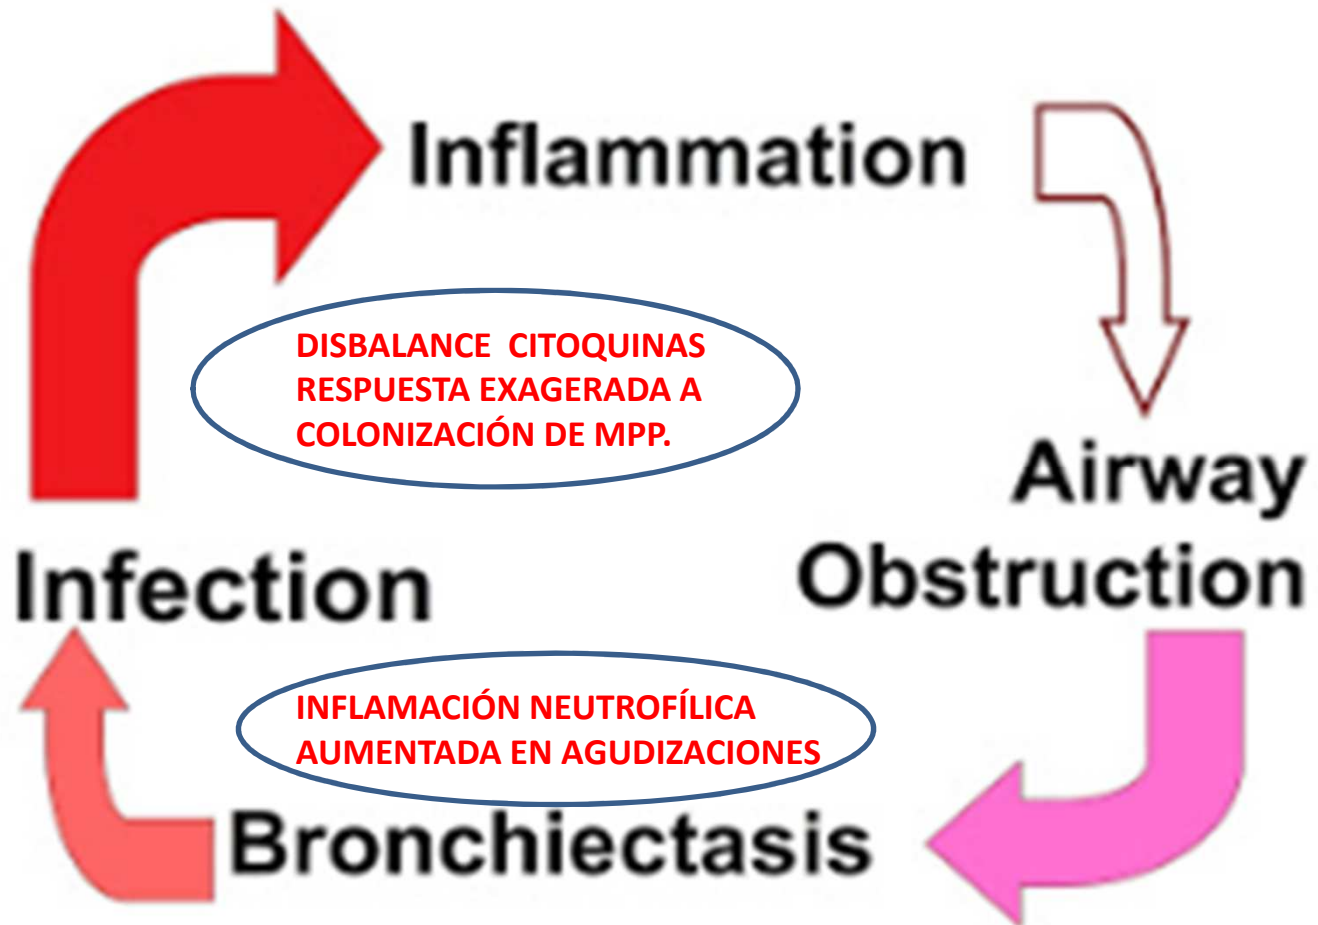 Inflammation
DISBALANCE CITOQUINAS
RESPUESTA EXAGERADA A
COLONIZACIÓN DE MPP.
Airway
Obstruction
Infection
INFLAMACIÓN NEUTROFÍLICA
AUMENTADA EN AGUDIZACIONES
Bronchiectasis